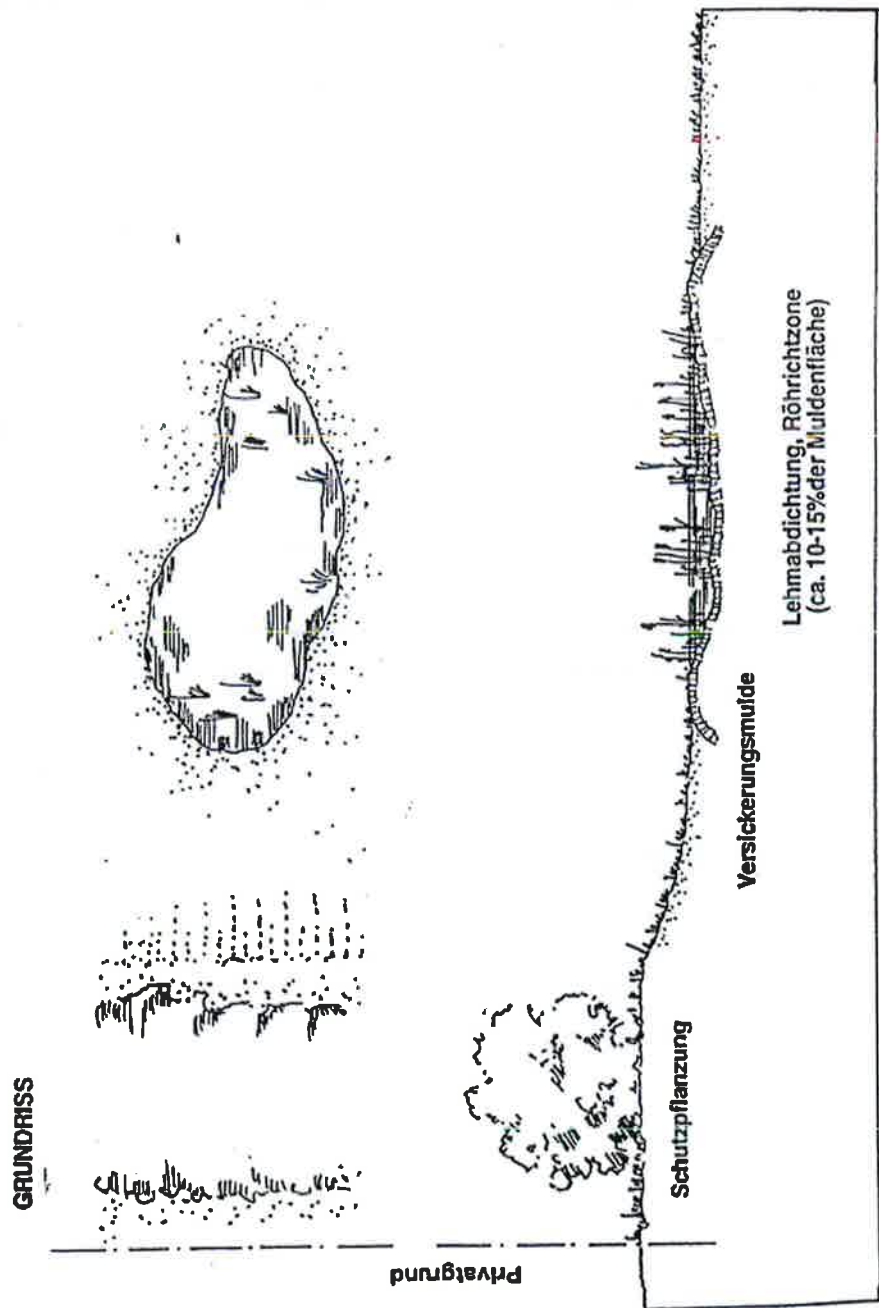 GRUNDRISS
Privatgrund
Schutzpflanzung
Versickerungsmulde
Lehmabdichtung, Röhrichtzone
(ca. 10-15%der Muldenfläche)